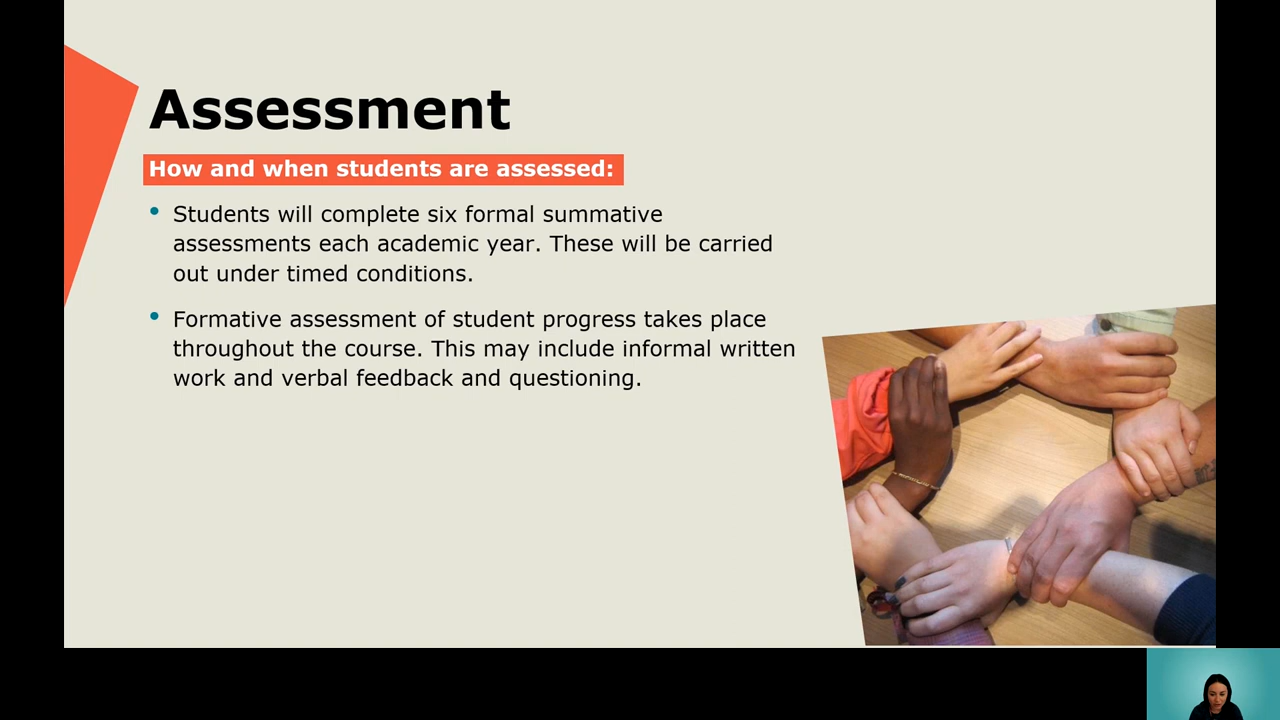 Assessment
How and when students are assessed:
• Students will complete six formal summative
assessments each academic year. These will be carried
out under timed conditions.
• Formative assessment of student progress takes place
throughout the course. This may include informal written
work and verbal feedback and questioning.